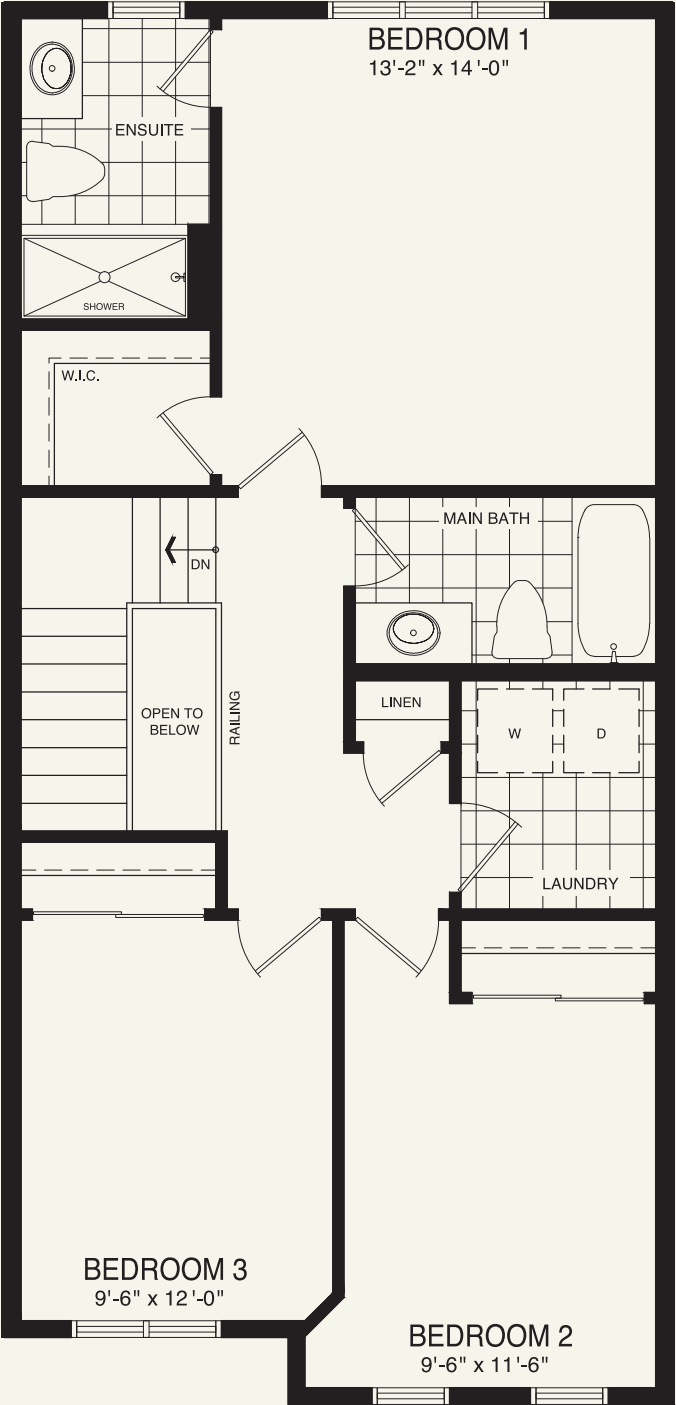 BEDROOM 1
13'-2" x 14'-0"
ENSUITE
SHOWER
W.I.C.
MAIN BATH
DN
OPEN TO
BELOW
RAILING
LINEN
W
D
LAUNDRY
BEDROOM 3
9'-6" x 12'-0"
BEDROOM 2
9'-6" x 11'-6"